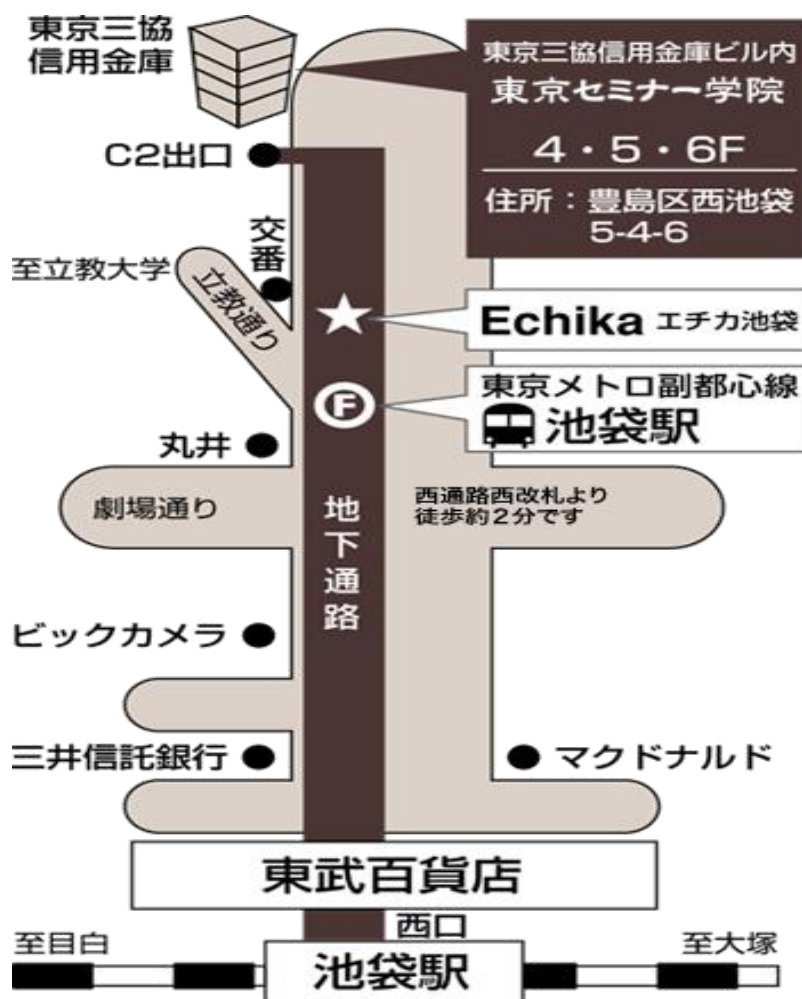 東京三協
信用金庫
東京三協信用金庫ビル内
東京セミナー学院
4・5・6F
住所：豊島区西池袋
5-4-6
C2出口
交番
至立教大学
立教通り
Echika エチカ池袋
F
東京メトロ副都心線
池袋駅
丸井
劇場通り
西通路西改札より
徒歩約2分です
地下通路
ビックカメラ
三井信託銀行
マクドナルド
東武百貨店
西口
至目白
池袋駅
至大塚